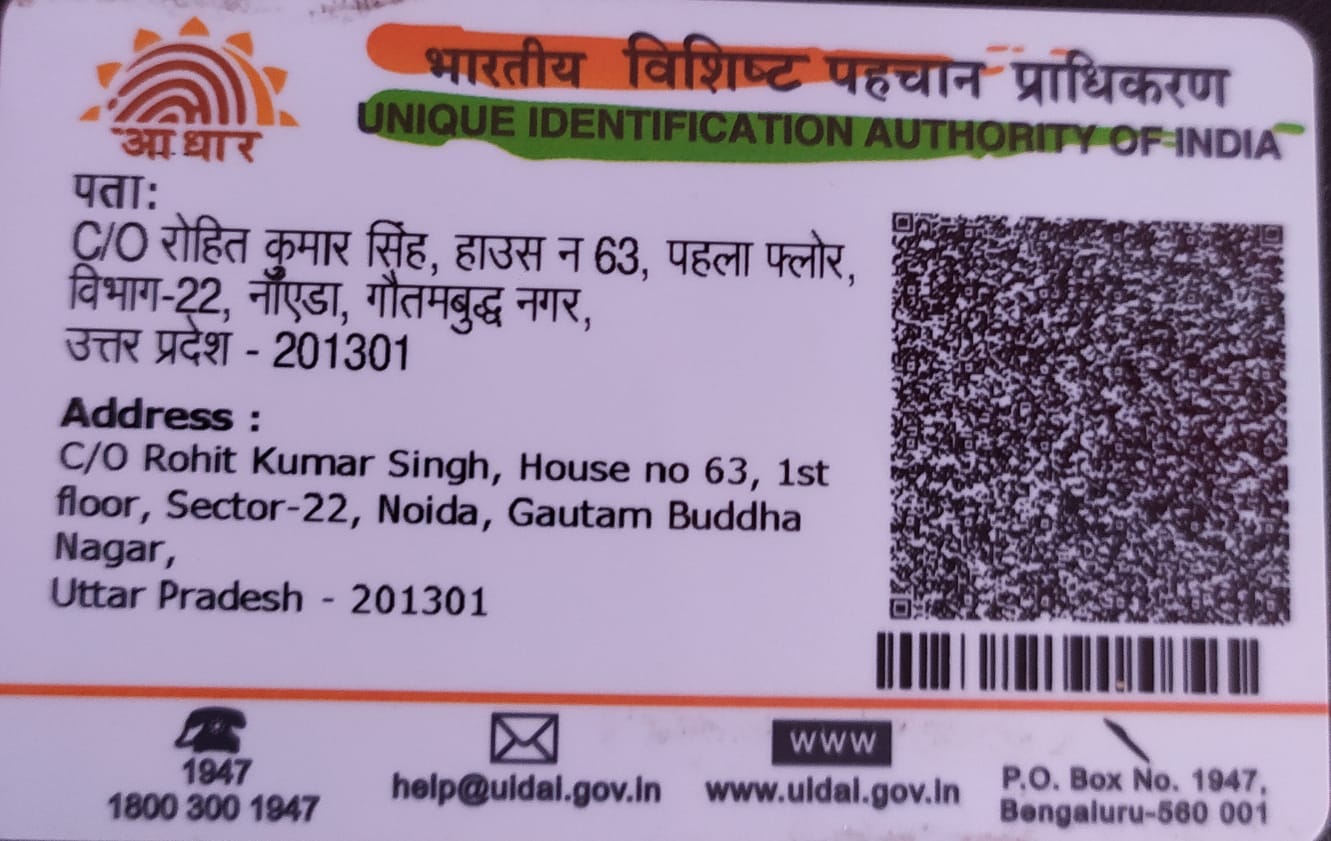 आधार
भारतीय विशिष्ट पहचान प्राधिकरण
UNIQUE IDENTIFICATION AUTHORITY OF INDIA
पता:
C/O रोहित कुमार सिंह, हाउस न 63, पहला फ्लोर,
विभाग-22, नॉएडा, गौतमबुद्ध नगर,
उत्तर प्रदेश - 201301
Address :
C/O Rohit Kumar Singh, House no 63, 1st
floor, Sector-22, Noida, Gautam Buddha
Nagar,
Uttar Pradesh - 201301
1947
1800 300 1947
help@uidai.gov.in
WWW
www.uidai.gov.in
P.O. Box No. 1947,
Bengaluru-560 001